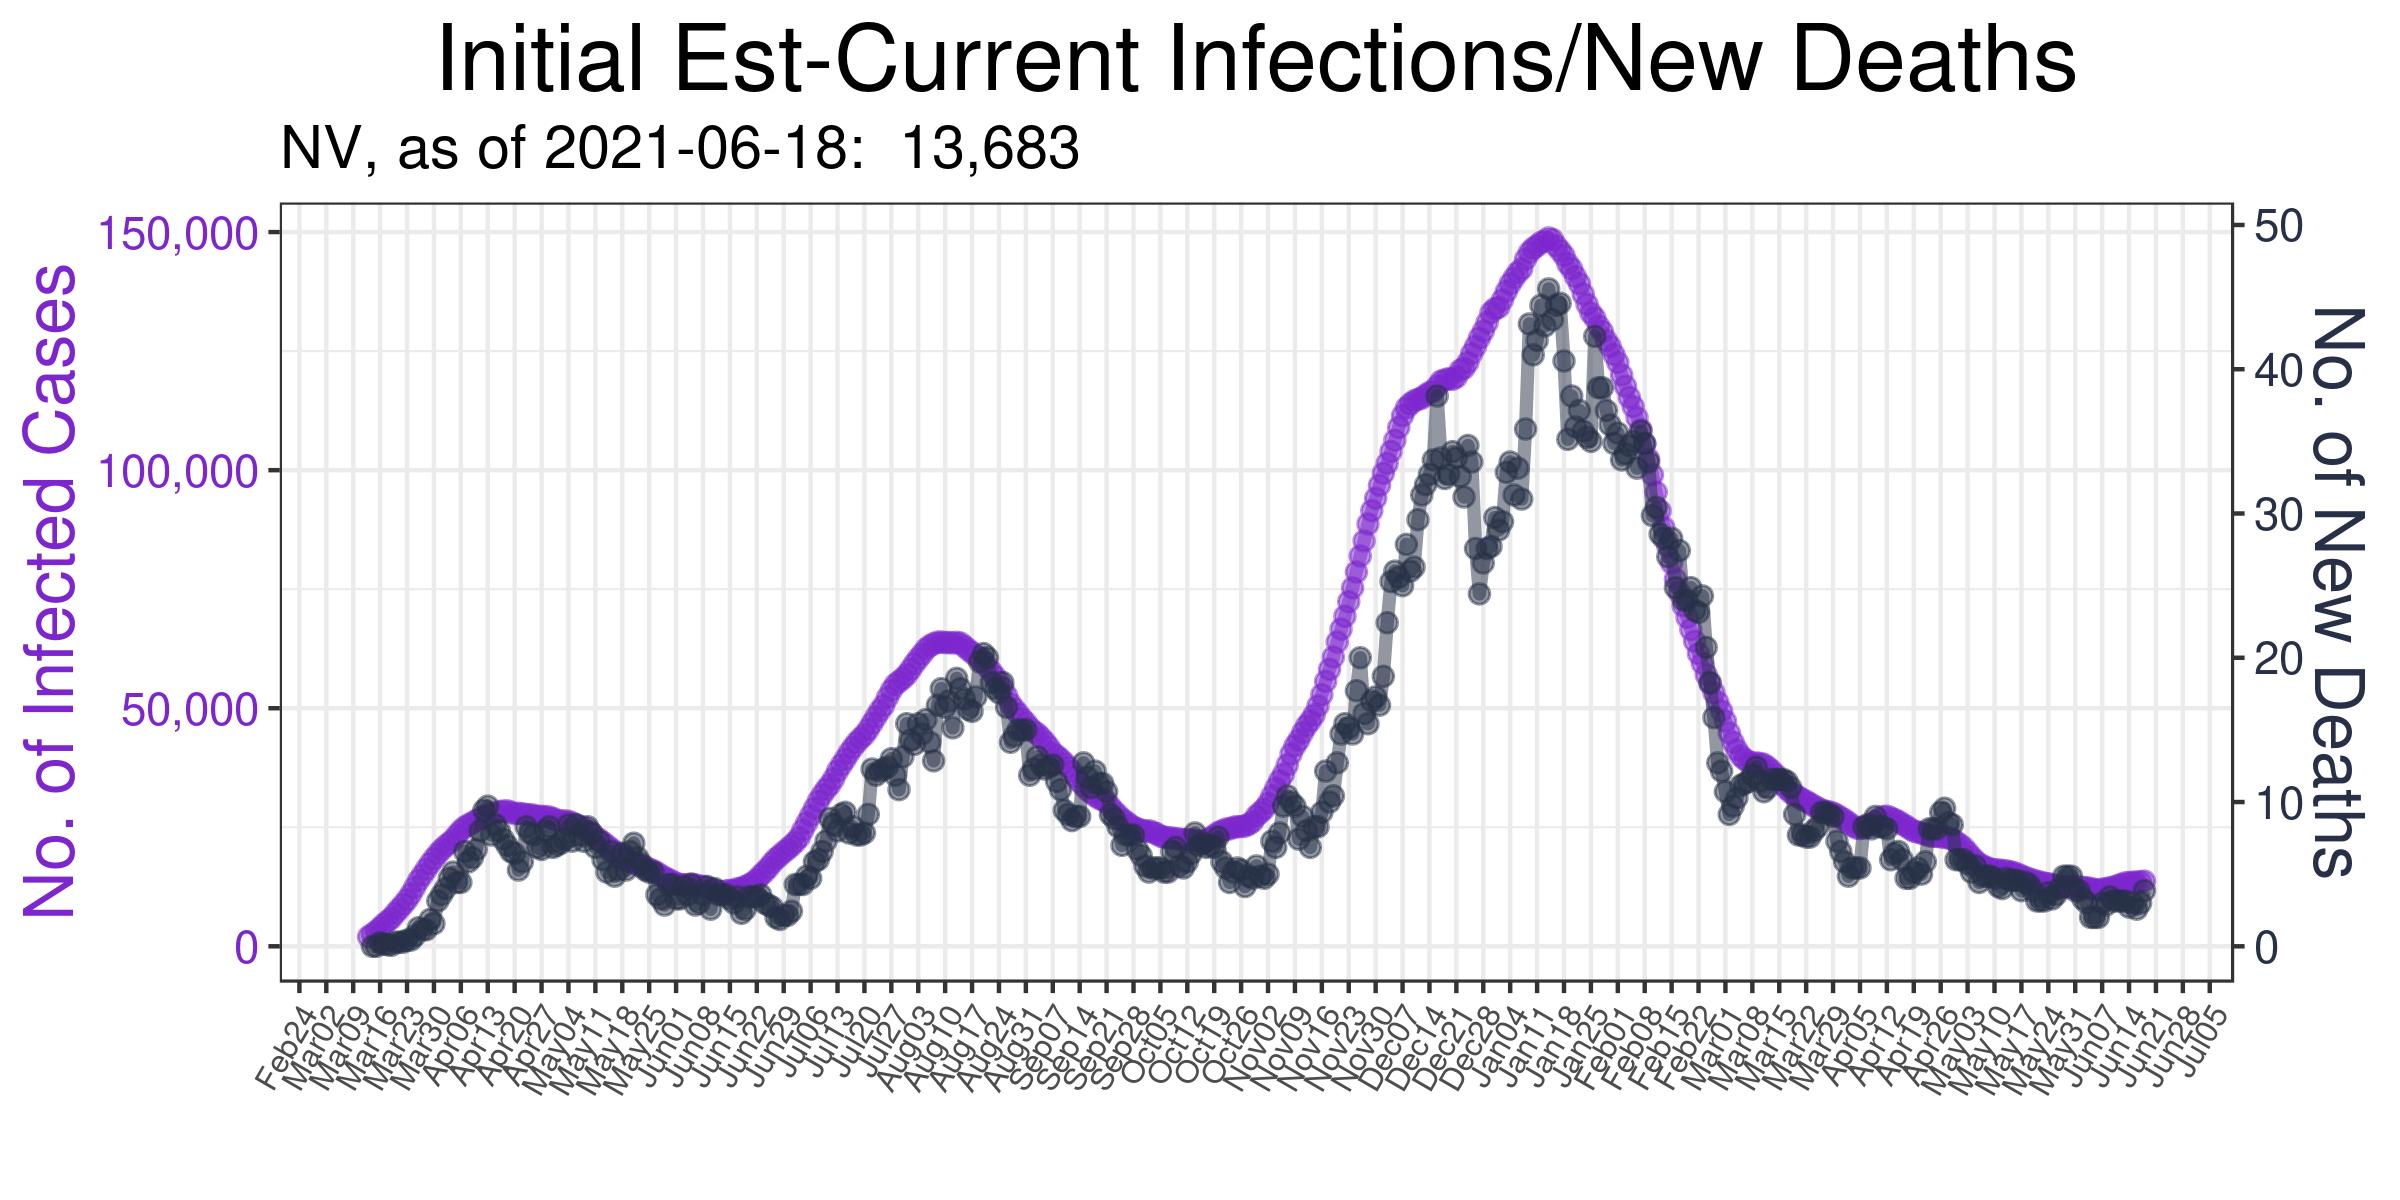 Initial Est-Current Infections/New Deaths
NV, as of 2021-06-18:  13,683
No. of Infected Cases
150,000
100,000
50,000
0
50
40
30
20
10
0
No. of New Deaths
Feb24
Mar02
Mar09
Mar16
Mar23
Mar30
Apr06
Apr13
Apr20
Apr27
May04
May11
May18
May25
Jun01
Jun08
Jun15
Jun22
Jun29
Jul06
Jul13
Jul20
Jul27
Aug03
Aug10
Aug17
Aug24
Aug31
Sep07
Sep14
Sep21
Sep28
Oct05
Oct12
Oct19
Oct26
Nov02
Nov09
Nov16
Nov23
Nov30
Dec07
Dec14
Dec21
Dec28
Jan04
Jan11
Jan18
Jan25
Feb01
Feb08
Feb15
Feb22
Mar01
Mar08
Mar15
Mar22
Mar29
Apr05
Apr12
Apr19
Apr26
May03
May10
May17
May24
May31
Jun07
Jun14
Jun21
Jun28
Jul05